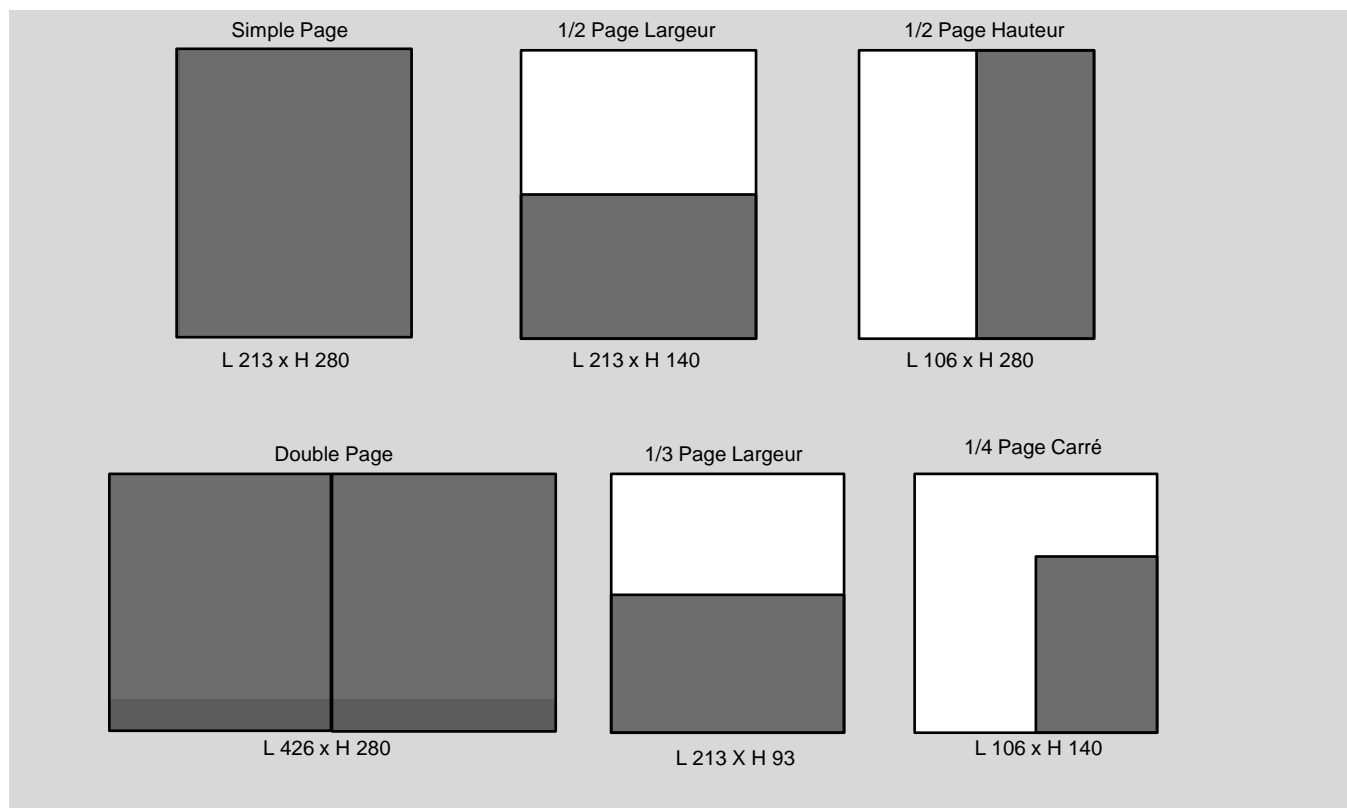 Simple Page
1/2 Page Largeur
1/2 Page Hauteur
L 213 x H 280
L 213 x H 140
L 106 x H 280
Double Page
1/3 Page Largeur
1/4 Page Carré
L 426 x H 280
L 213 X H 93
L 106 x H 140